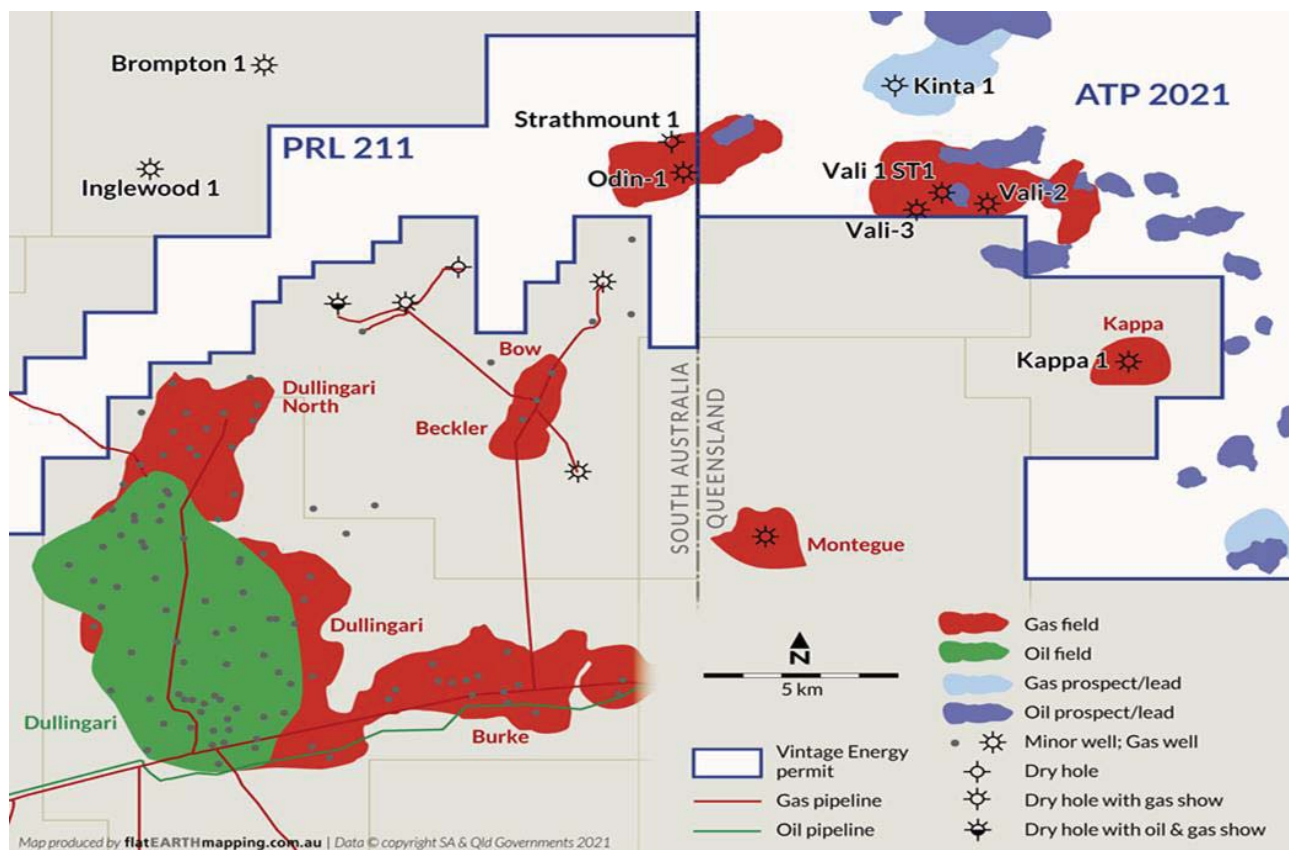 Brompton 1
Kinta 1
ATP 2021
Strathmount 1
PRL 211
Inglewood 1
Odin-1
Vali 1 ST1
Vali-2
Vali-3
Kappa
Kappa 1
Bow
Dullingari
North
Beckler
SOUTH AUSTRALIA
QUEENSLAND
Montegue
Dullingari
Dullingari
Burke
N
5 km
Gas field
Oil field
Gas prospect/lead
Oil prospect/lead
Minor well; Gas well
Dry hole
Dry hole with gas show
Dry hole with oil & gas show
Vintage Energy
permit
Gas pipeline
Oil pipeline
Map produced by flatEARTHmapping.com.au | Data © copyright SA & Qld Governments 2021